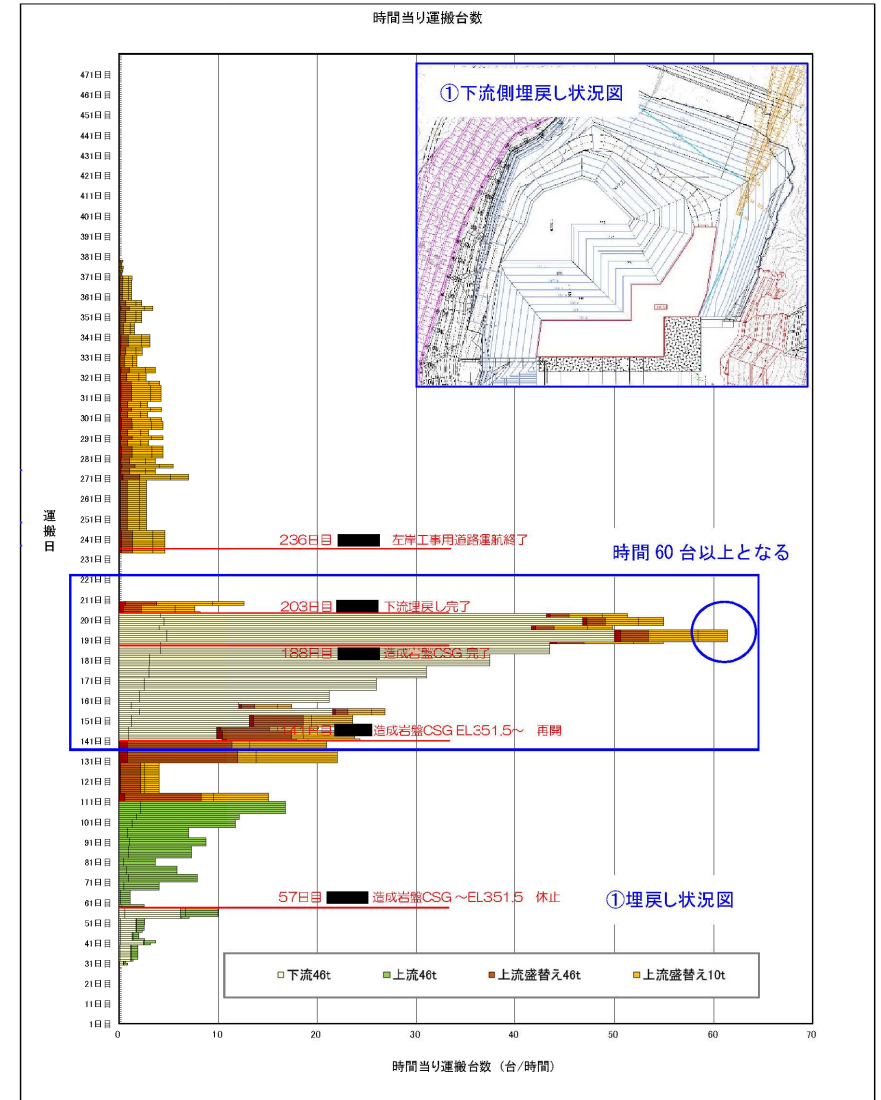 時間当り運搬台数
471日目
461日目
451日目
441日目
431日目
421日目
411日目
401日目
391日目
381日目
371日目
361日目
351日目
341日目
331日目
321日目
311日目
301日目
291日目
281日目
271日目
261日目
251日目
241日目
231日目
221日目
211日目
201日目
191日目
181日目
171日目
161日目
151日目
141日目
131日目
121日目
111日目
101日目
91日目
81日目
71日目
61日目
51日目
41日目
31日目
21日目
11日目
1日目
運搬日
①下流側埋戻し状況図
236日目 左岸工事用道路運航終了
時間 60 台以上となる
203日目 下流埋戻し完了
188日目 造成岩盤CSG 完了
141日目 造成岩盤CSG EL351.5～ 再開
57日目 造成岩盤CSG ～EL351.5 休止
①埋戻し状況図
下流46t 上流46t 上流盛替え46t 上流盛替え10t
0 10 20 30 40 50 60 70
時間当り運搬台数 (台/時間)